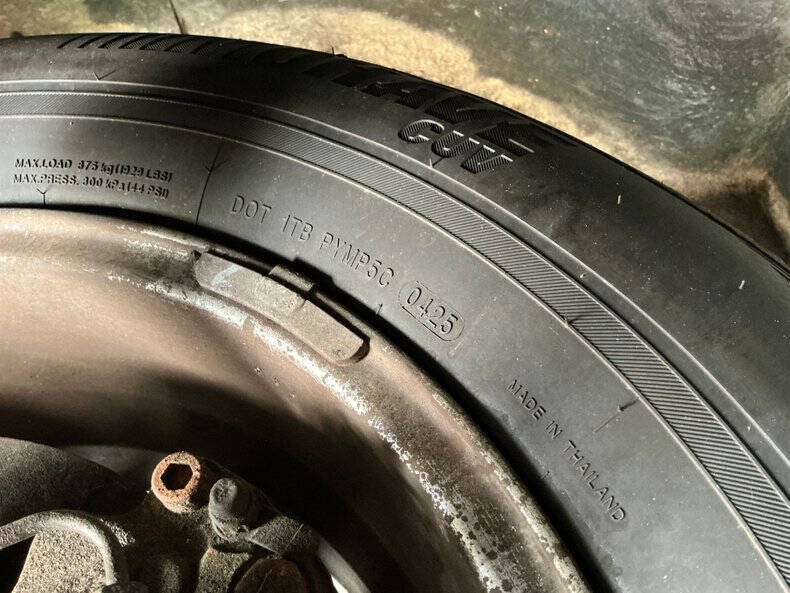 CUV
MAX.LOAD 875 kg (1929 LBS)
MAX.PRESS. 300 kPa (44 PSI)
DOT 1TB PYMP5C 0425
MADE IN THAILAND